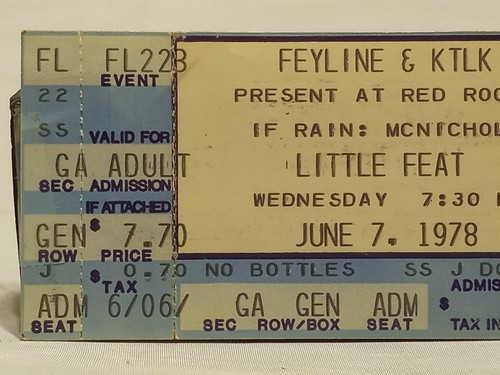 FL FL223
EVENT
22
SS VALID FOR
GA ADULT
SEC ADMISSION
IF ATTACHED
GEN $ 7.70
ROW PRICE
J $ 0.70
TAX
ADM 6/06/
SEAT
FEYLINE & KTLK
PRESENT AT RED ROC
IF RAIN: MCNICHOL
LITTLE FEAT
WEDNESDAY 7:30
JUNE 7, 1978
NO BOTTLES SS J DO
ADMIS
GA GEN ADM $
SEC ROW/BOX SEAT TAX IN